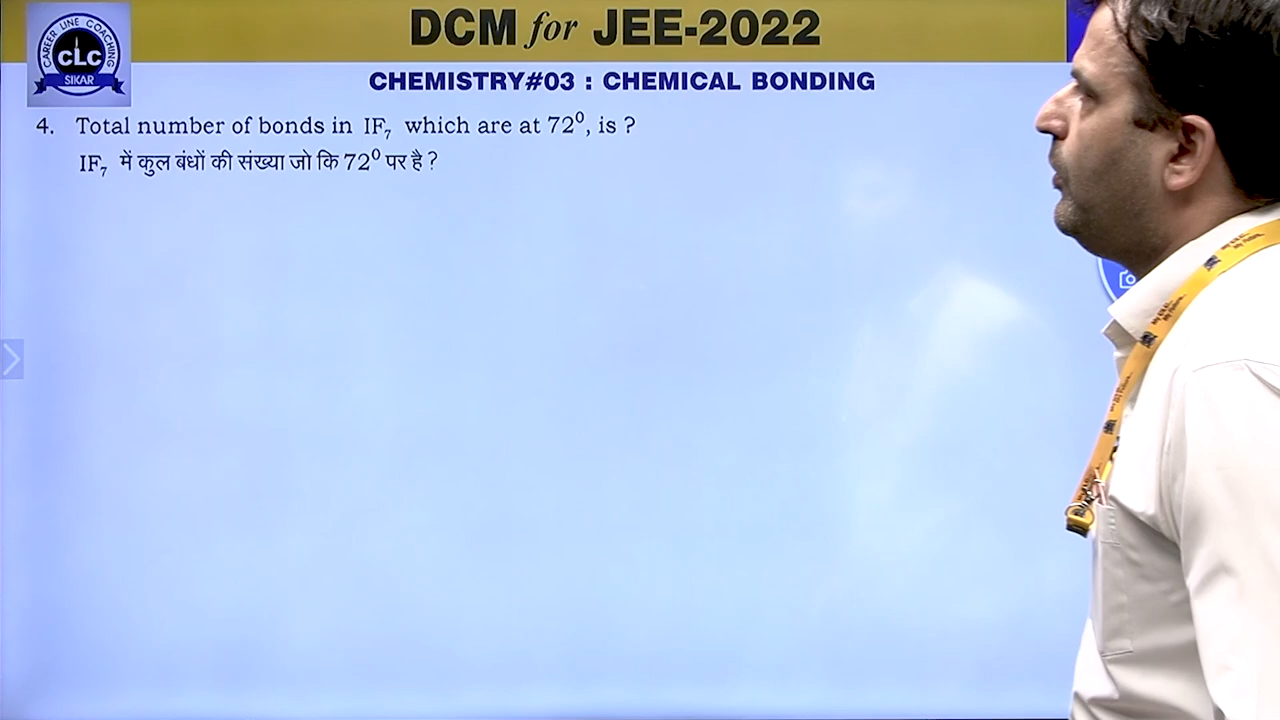 DCM for JEE-2022
CAREER LINE COACHING
CLC
SIKAR
CHEMISTRY#03 : CHEMICAL BONDING
4. Total number of bonds in IF₇ which are at 72⁰, is ?
IF₇ में कुल बंधों की संख्या जो कि 72⁰ पर है ?